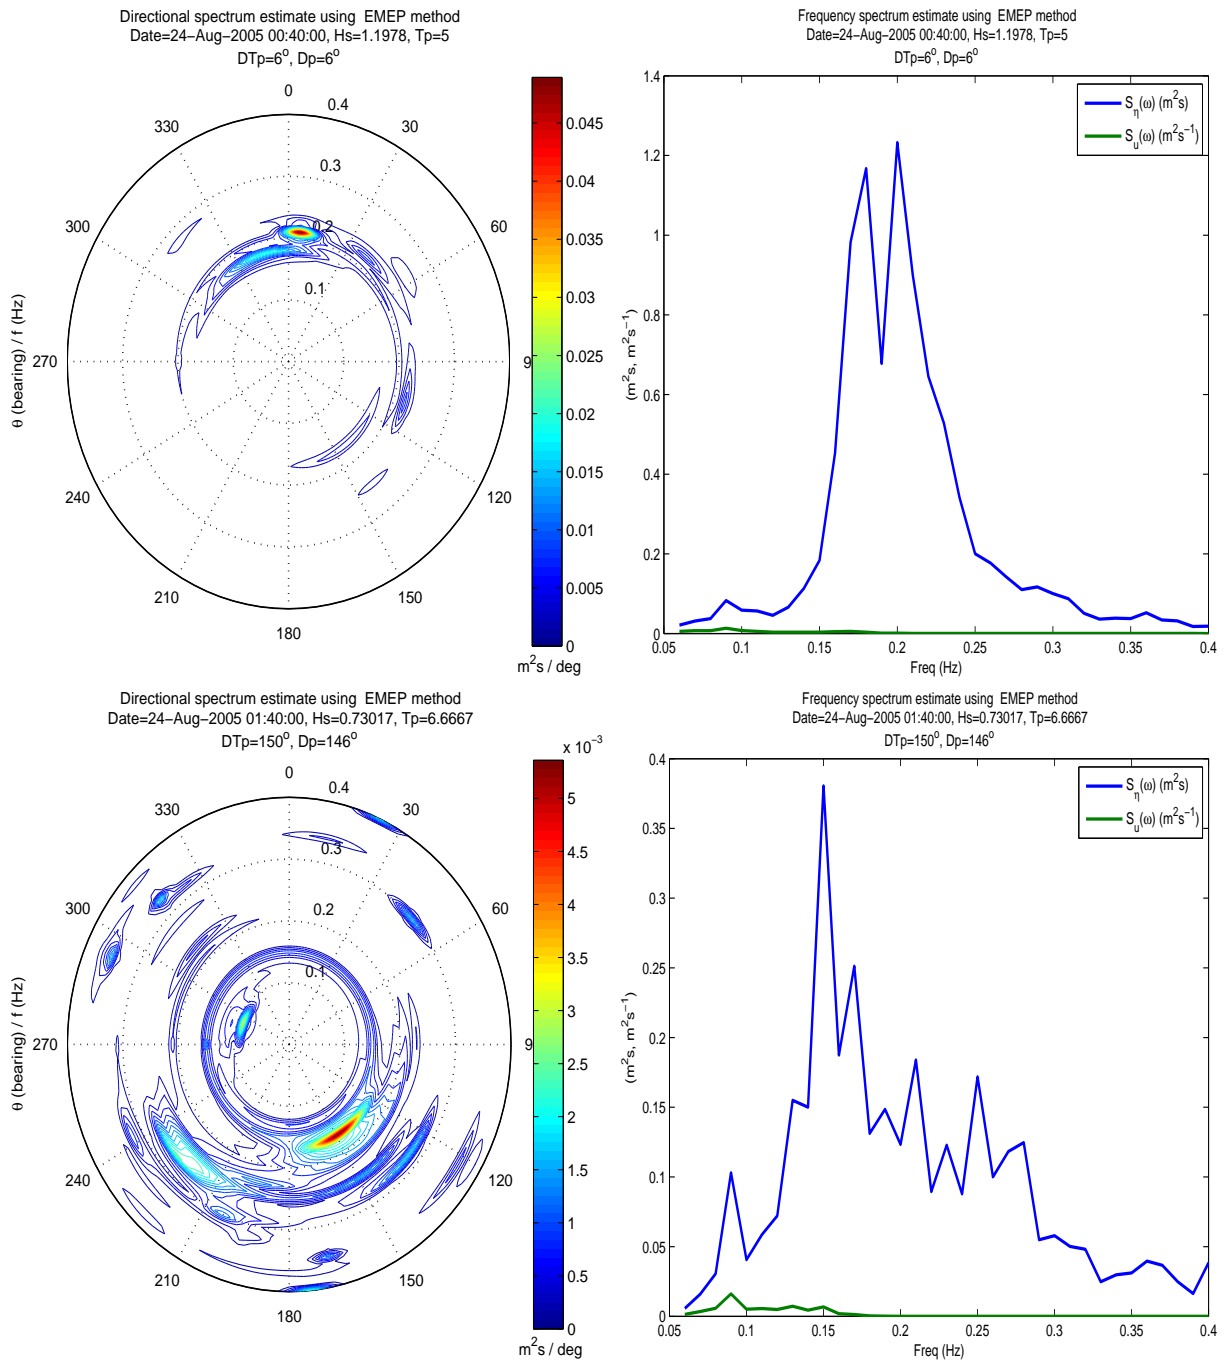 Directional spectrum estimate using EMEP method
Date=24−Aug−2005 00:40:00, Hs=1.1978, Tp=5
DTp=6°, Dp=6°
0
30
60
9
120
150
180
210
240
270
300
330
0.1
0.2
0.3
0.4
θ (bearing) / f (Hz)
0.045
0.04
0.035
0.03
0.025
0.02
0.015
0.01
0.005
0
m²s / deg
Frequency spectrum estimate using EMEP method
Date=24−Aug−2005 00:40:00, Hs=1.1978, Tp=5
DTp=6°, Dp=6°
S_η(ω) (m²s)
S_u(ω) (m²s⁻¹)
1.4
1.2
1
0.8
0.6
0.4
0.2
0
(m²s, m²s⁻¹)
0.05 0.1 0.15 0.2 0.25 0.3 0.35 0.4
Freq (Hz)
Directional spectrum estimate using EMEP method
Date=24−Aug−2005 01:40:00, Hs=0.73017, Tp=6.6667
DTp=150°, Dp=146°
x 10⁻³
0
30
60
9
120
150
180
210
240
270
300
330
0.1
0.2
0.3
0.4
θ (bearing) / f (Hz)
5
4.5
4
3.5
3
2.5
2
1.5
1
0.5
0
m²s / deg
Frequency spectrum estimate using EMEP method
Date=24−Aug−2005 01:40:00, Hs=0.73017, Tp=6.6667
DTp=150°, Dp=146°
S_η(ω) (m²s)
S_u(ω) (m²s⁻¹)
0.4
0.35
0.3
0.25
0.2
0.15
0.1
0.05
0
(m²s, m²s⁻¹)
0.05 0.1 0.15 0.2 0.25 0.3 0.35 0.4
Freq (Hz)